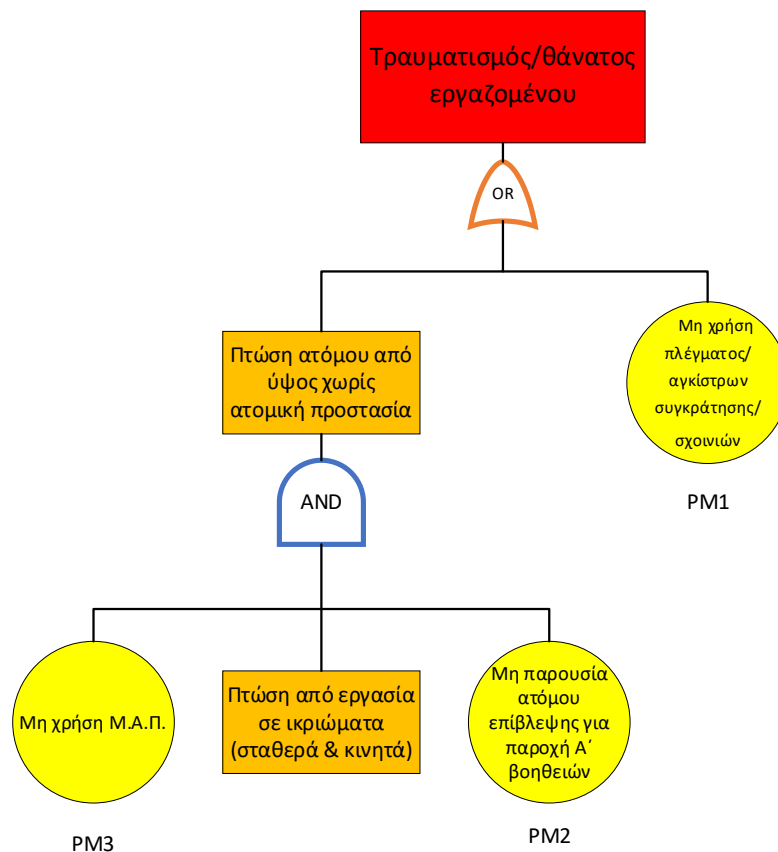 Τραυματισμός/θάνατος
εργαζομένου
OR
Πτώση ατόμου από
ύψος χωρίς
ατομική προστασία
Μη χρήση
πλέγματος/
αγκίστρων
συγκράτησης/
σχοινιών
AND
PM1
Μη χρήση Μ.Α.Π.
Πτώση από εργασία
σε ικριώματα
(σταθερά & κινητά)
Μη παρουσία
ατόμου
επίβλεψης για
παροχή Α΄
βοηθειών
PM3
PM2